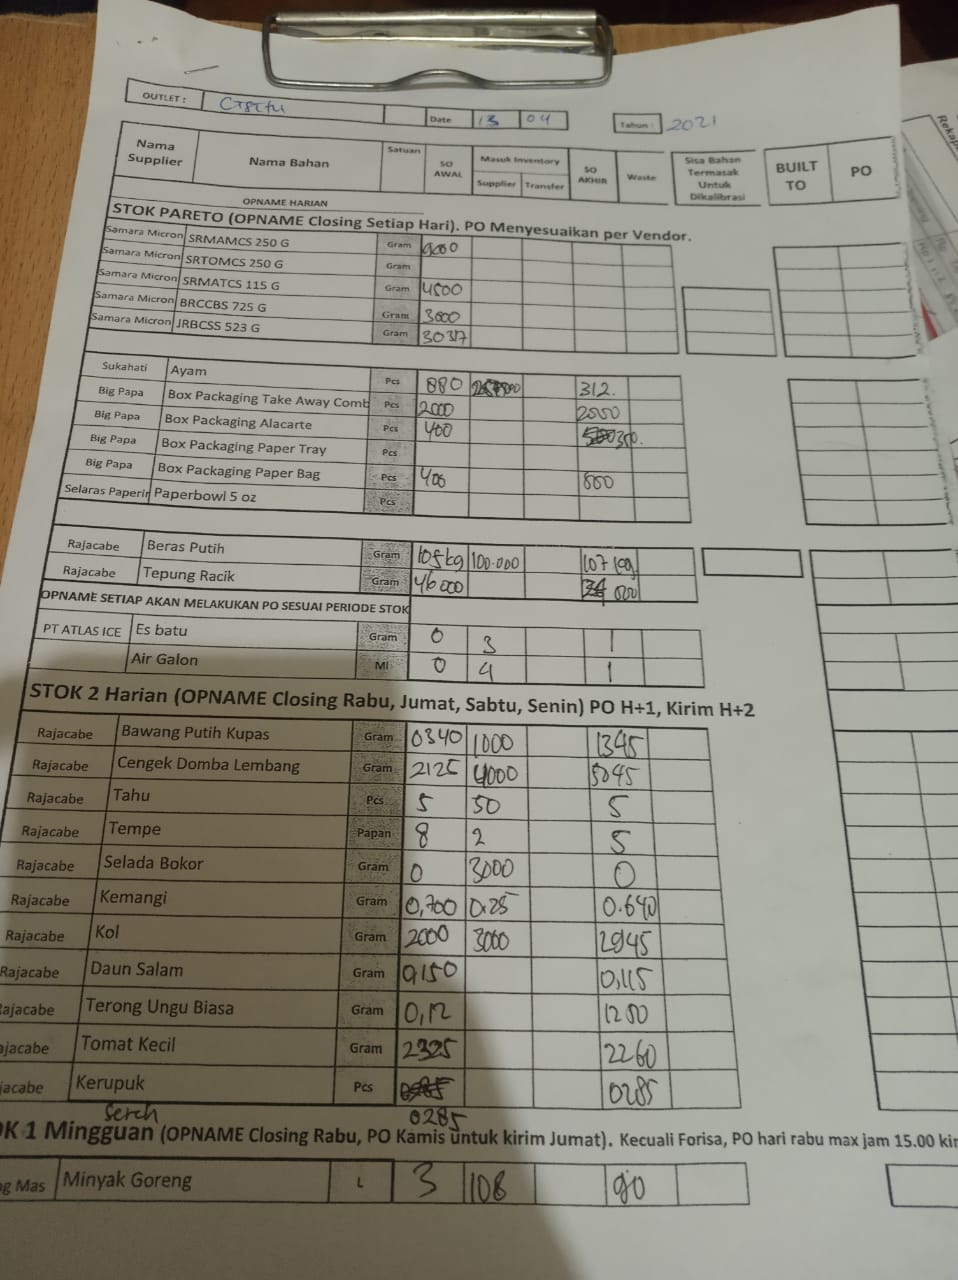 OUTLET : Cisitu Date 13 04 Tahun : 2021
Nama Supplier Nama Bahan Satuan SO AWAL Masuk Inventory Supplier Transfer SO AKHIR Waste Sisa Bahan Termasak Untuk Dikalibrasi BUILT TO PO
OPNAME HARIAN
STOK PARETO (OPNAME Closing Setiap Hari). PO Menyesuaikan per Vendor.
Samara Micron SRMAMCS 250 G Gram 9000
Samara Micron SRTOMCS 250 G Gram
Samara Micron SRMATCS 115 G Gram 4500
Samara Micron BRCCBS 725 G Gram 3600
Samara Micron JRBCSS 523 G Gram 30317
Sukahati Ayam Pcs 880 312.
Big Papa Box Packaging Take Away Comb Pcs 2000 2550
Big Papa Box Packaging Alacarte Pcs 400 350.
Big Papa Box Packaging Paper Tray Pcs
Big Papa Box Packaging Paper Bag Pcs 400 800
Selaras Paperin Paperbowl 5 oz Pcs
Rajacabe Beras Putih Gram 105kg 100.000 107 kg
Rajacabe Tepung Racik Gram 46000 000
OPNAME SETIAP AKAN MELAKUKAN PO SESUAI PERIODE STOK
PT ATLAS ICE Es batu Gram 0 3 1
Air Galon Ml 0 4 1
STOK 2 Harian (OPNAME Closing Rabu, Jumat, Sabtu, Senin) PO H+1, Kirim H+2
Rajacabe Bawang Putih Kupas Gram 0340 1000 1345
Rajacabe Cengek Domba Lembang Gram 2125 4000 5045
Rajacabe Tahu Pcs 5 50 5
Rajacabe Tempe Papan 8 2 5
Rajacabe Selada Bokor Gram 0 3000 0
Rajacabe Kemangi Gram 0,700 0.25 0.640
Rajacabe Kol Gram 2000 3000 2945
Rajacabe Daun Salam Gram 0,150 0,115
Rajacabe Terong Ungu Biasa Gram 0,12 1250
ajacabe Tomat Kecil Gram 2325 2260
jacabe Kerupuk Pcs 0285
Sereh 0285
OK 1 Mingguan (OPNAME Closing Rabu, PO Kamis untuk kirim Jumat). Kecuali Forisa, PO hari rabu max jam 15.00 kir
g Mas Minyak Goreng L 3 108 90